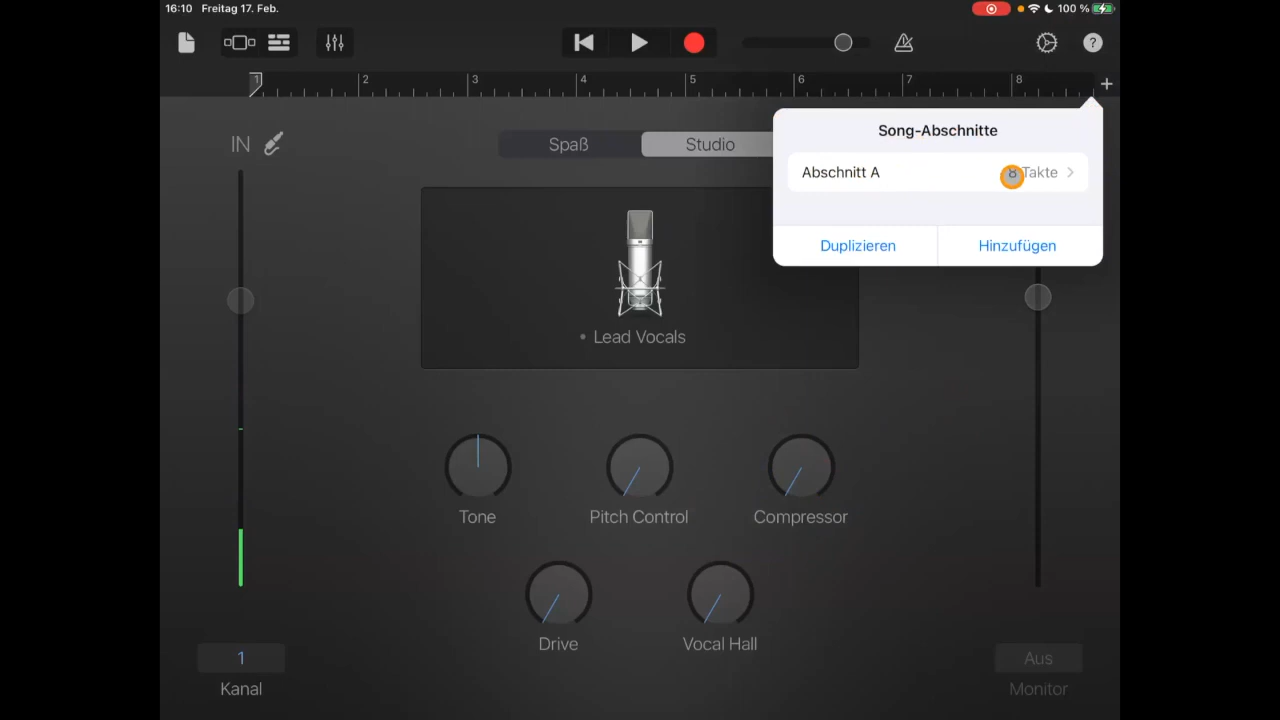 16:10 Freitag 17. Feb.
100 %
?
1 2 3 4 5 6 7 8 +
Song-Abschnitte
IN
Spaß Studio
Abschnitt A 8 Takte
Duplizieren Hinzufügen
Lead Vocals
Tone Pitch Control Compressor
Drive Vocal Hall
1 Aus
Kanal Monitor